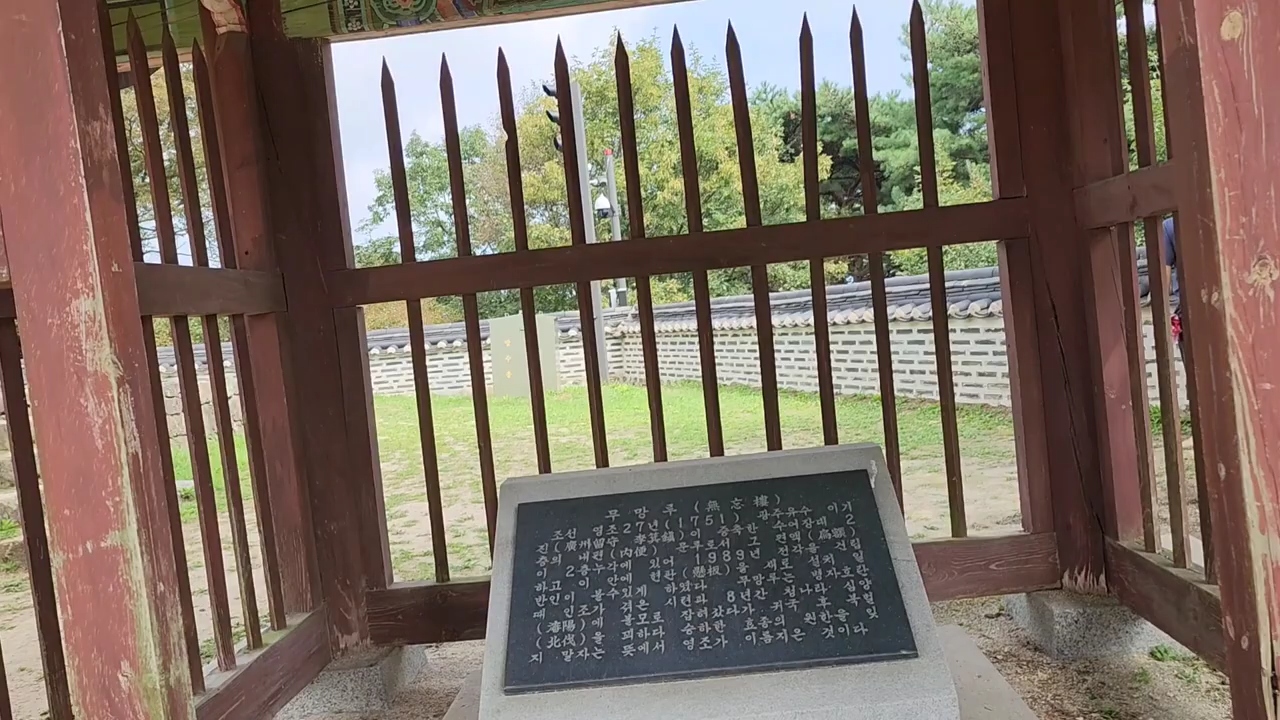 무망루 (無忘樓)
조선 영조27년(1751) 광주유수 이기
진(廣州留守 李箕鎭)이 증축한 수어장대 2
층의 내편(內便) 문루로서 그 편액(扁額)
이 2층누각에 있어 1989년 전각을 건립
하고 이 안에 현판(懸板)을 새로 설치 일
반인이 볼수있게 하였다. 무망루는 병자호란
때 인조가 겪은 시련과 8년간 청나라 심양
(瀋陽)에 볼모로 잡혀갔다가 귀국 후 북벌
(北伐)을 꾀하다 승하한 효종의 원한을 잊
지 말자는 뜻에서 영조가 이름지은 것이다